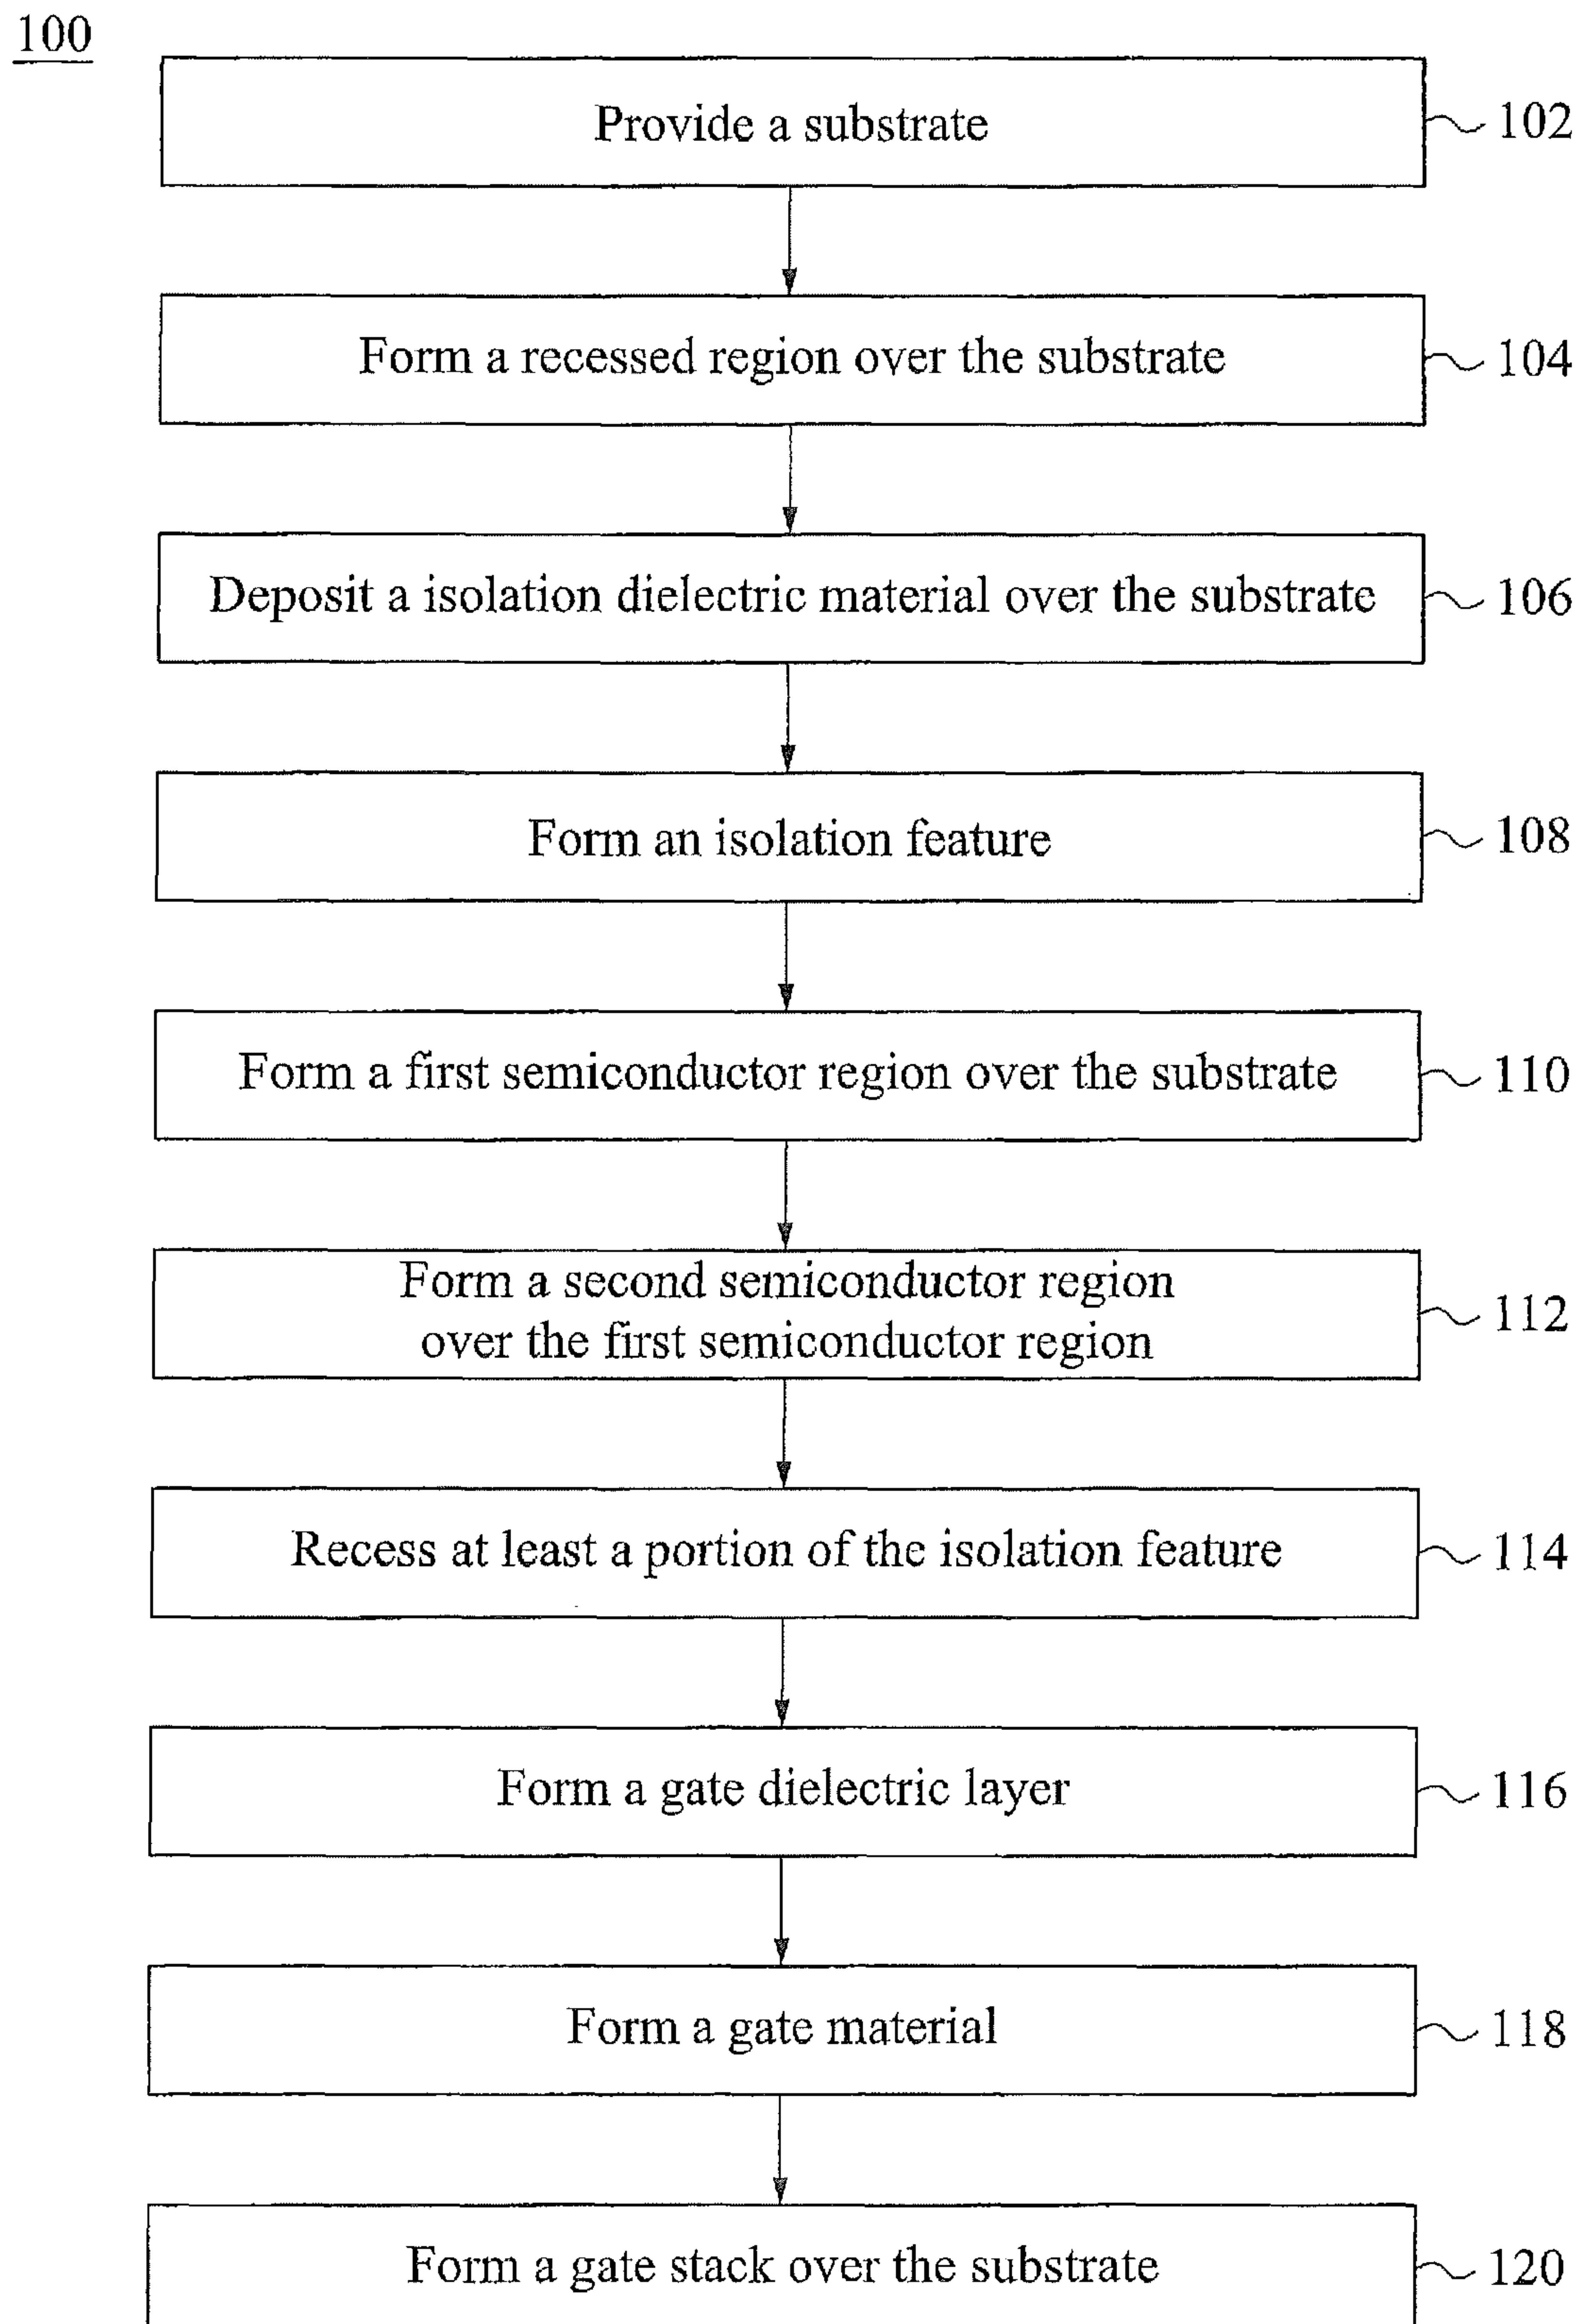 100
Provide a substrate
102
Form a recessed region over the substrate
104
Deposit a isolation dielectric material over the substrate
106
Form an isolation feature
108
Form a first semiconductor region over the substrate
110
Form a second semiconductor region
over the first semiconductor region
112
Recess at least a portion of the isolation feature
114
Form a gate dielectric layer
116
Form a gate material
118
Form a gate stack over the substrate
120